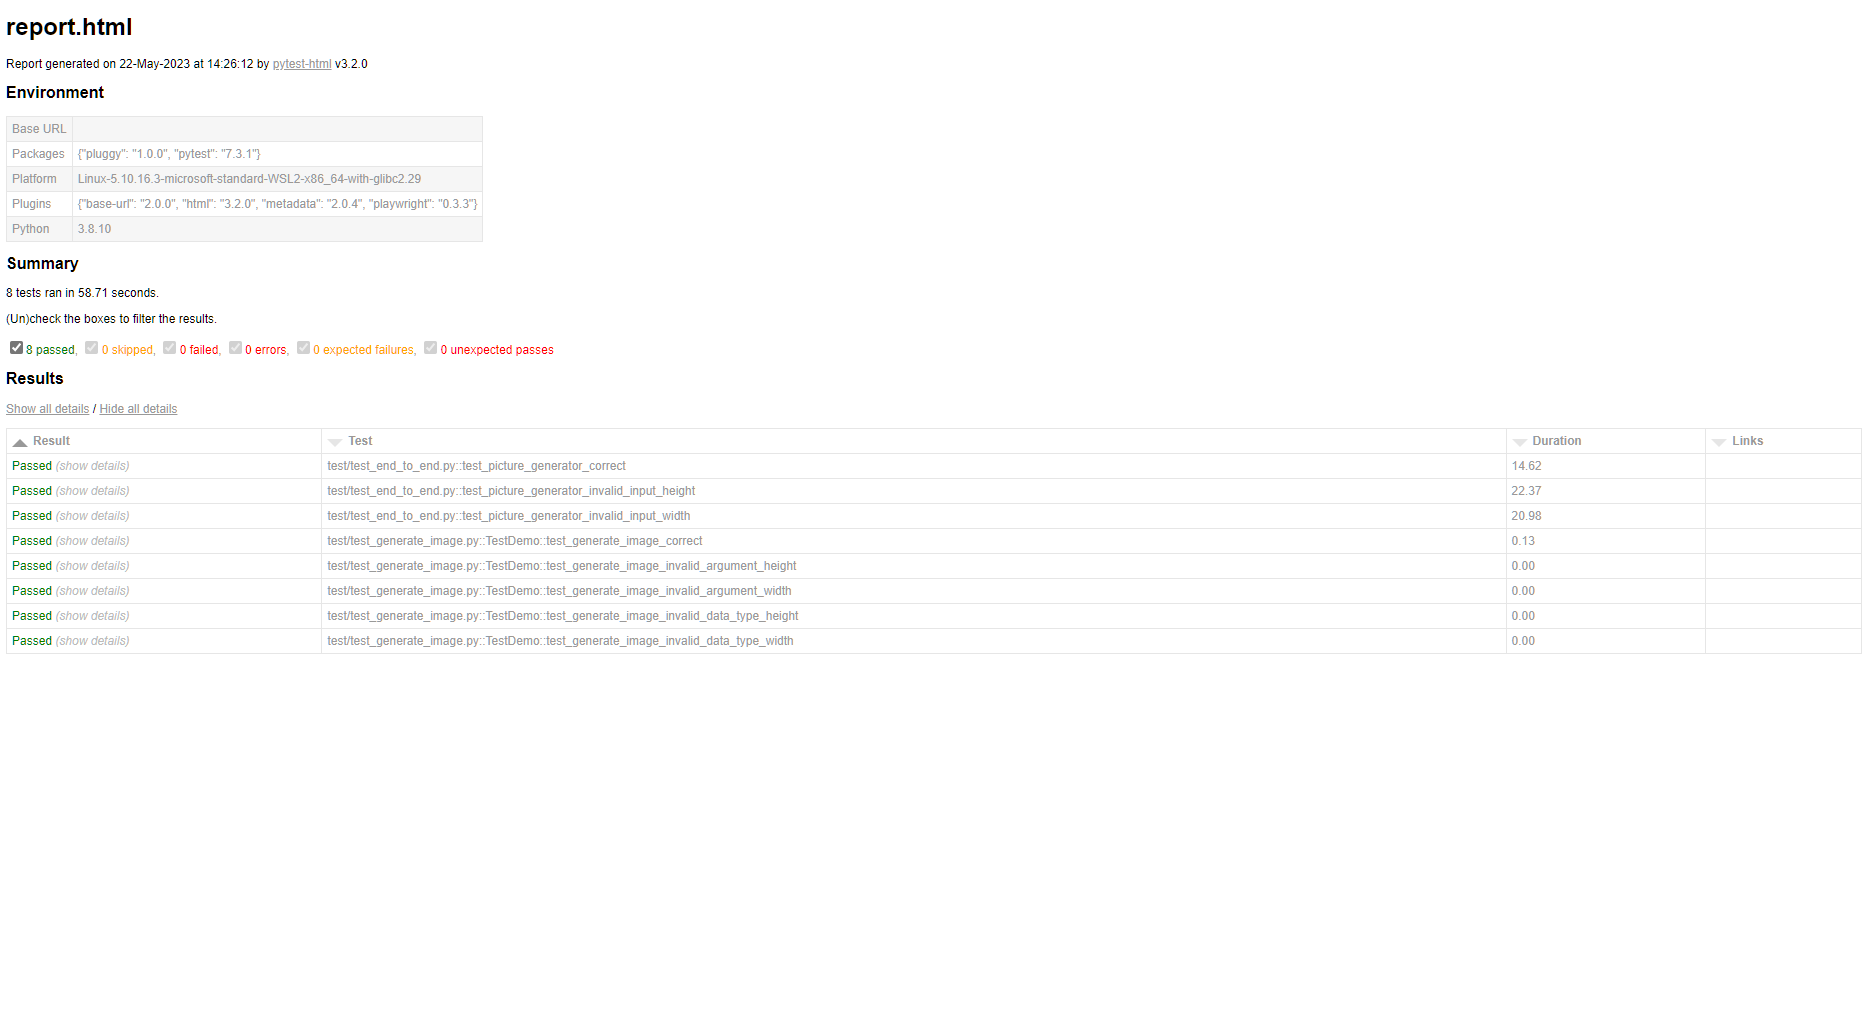 report.html
Report generated on 22-May-2023 at 14:26:12 by pytest-html v3.2.0
Environment
Base URL
Packages {"pluggy": "1.0.0", "pytest": "7.3.1"}
Platform Linux-5.10.16.3-microsoft-standard-WSL2-x86_64-with-glibc2.29
Plugins {"base-url": "2.0.0", "html": "3.2.0", "metadata": "2.0.4", "playwright": "0.3.3"}
Python 3.8.10
Summary
8 tests ran in 58.71 seconds.
(Un)check the boxes to filter the results.
8 passed, 0 skipped, 0 failed, 0 errors, 0 expected failures, 0 unexpected passes
Results
Show all details / Hide all details
Result Test Duration Links
Passed (show details) test/test_end_to_end.py::test_picture_generator_correct 14.62
Passed (show details) test/test_end_to_end.py::test_picture_generator_invalid_input_height 22.37
Passed (show details) test/test_end_to_end.py::test_picture_generator_invalid_input_width 20.98
Passed (show details) test/test_generate_image.py::TestDemo::test_generate_image_correct 0.13
Passed (show details) test/test_generate_image.py::TestDemo::test_generate_image_invalid_argument_height 0.00
Passed (show details) test/test_generate_image.py::TestDemo::test_generate_image_invalid_argument_width 0.00
Passed (show details) test/test_generate_image.py::TestDemo::test_generate_image_invalid_data_type_height 0.00
Passed (show details) test/test_generate_image.py::TestDemo::test_generate_image_invalid_data_type_width 0.00